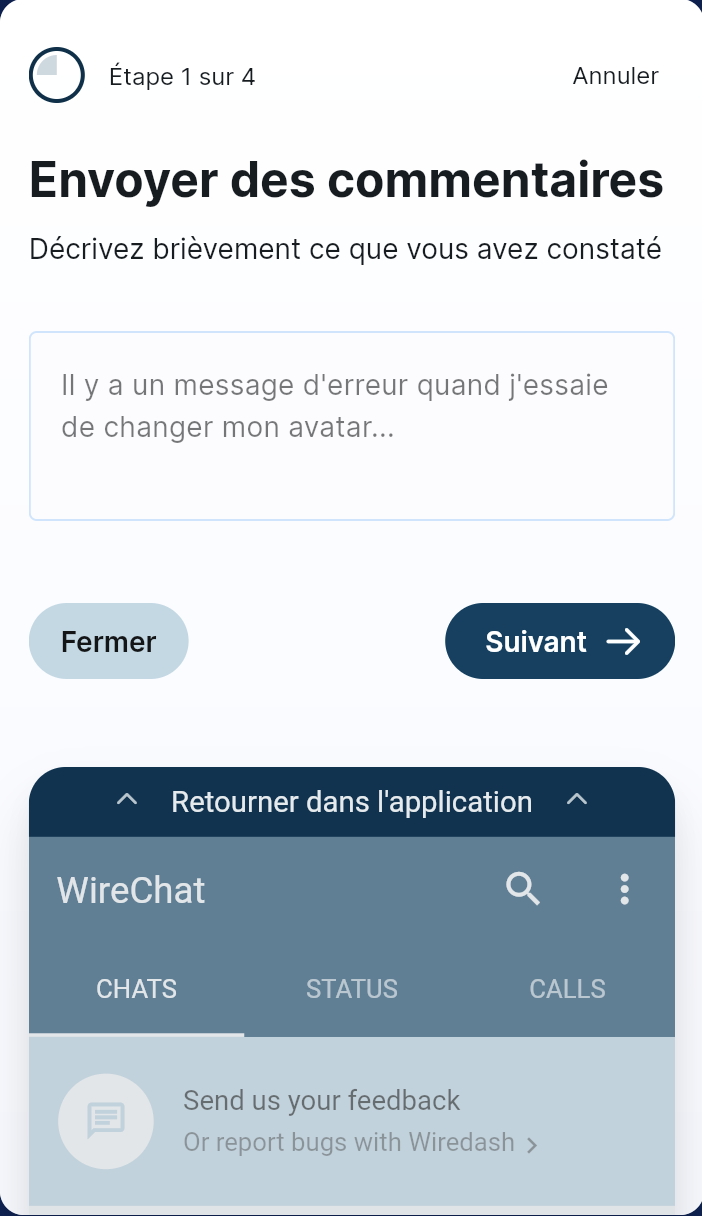 Étape 1 sur 4
Annuler
Envoyer des commentaires
Décrivez brièvement ce que vous avez constaté
Il y a un message d'erreur quand j'essaie
de changer mon avatar...
Fermer
Suivant
Retourner dans l'application
WireChat
CHATS
STATUS
CALLS
Send us your feedback
Or report bugs with Wiredash